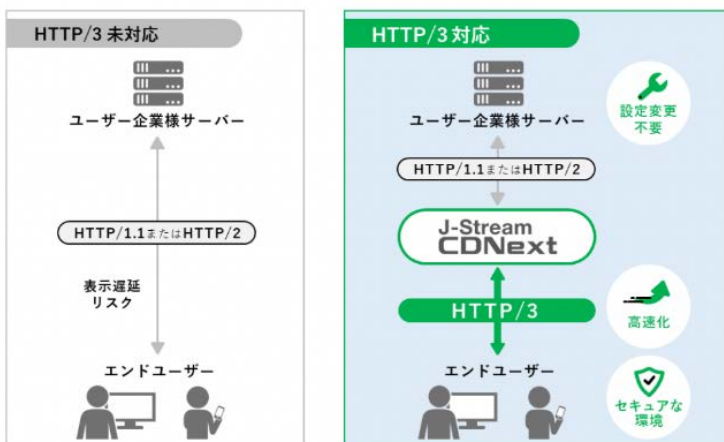 HTTP/3 未対応
ユーザー企業様サーバー
HTTP/1.1またはHTTP/2
表示遅延
リスク
エンドユーザー
HTTP/3 対応
ユーザー企業様サーバー
設定変更
不要
HTTP/1.1またはHTTP/2
J-Stream
CDNext
HTTP/3
高速化
エンドユーザー
セキュアな
環境